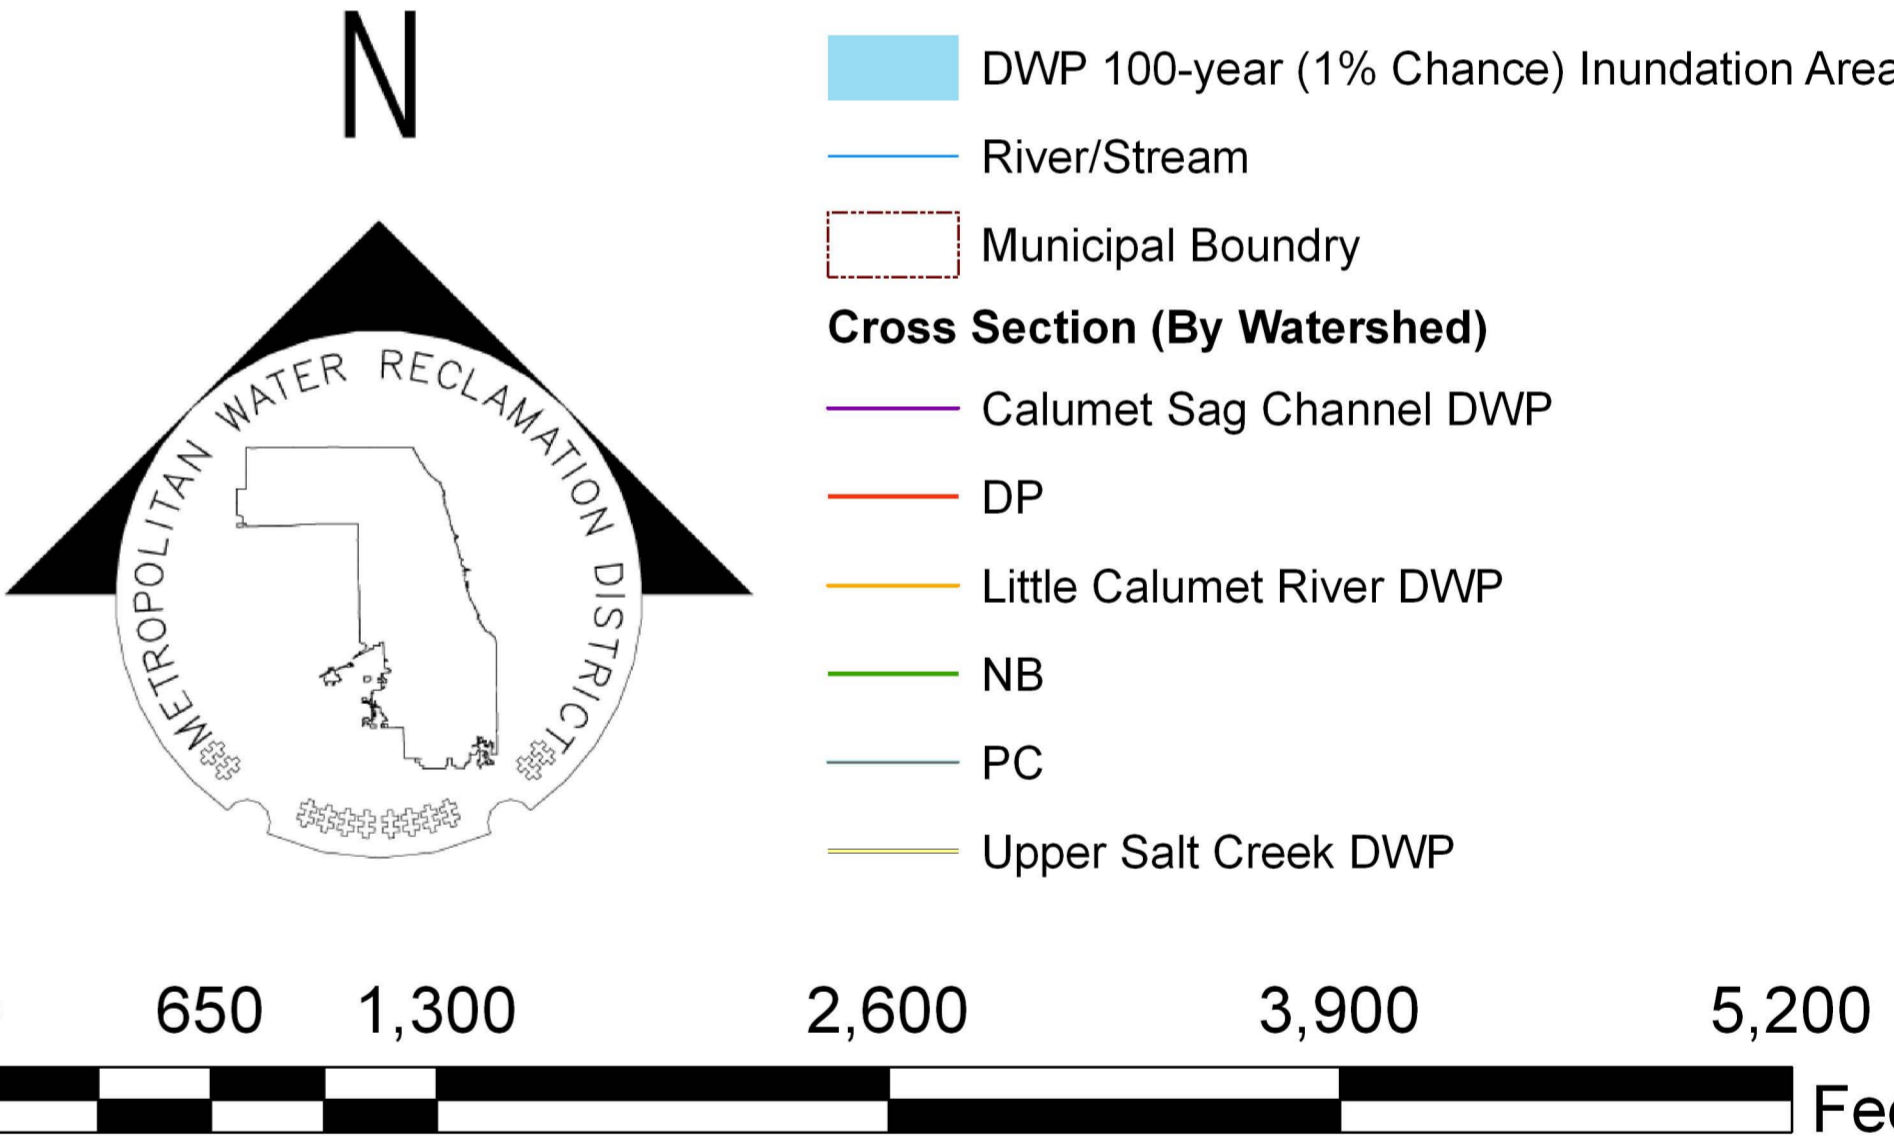 N
METROPOLITAN WATER RECLAMATION DISTRICT
DWP 100-year (1% Chance) Inundation Area
River/Stream
Municipal Boundry
Cross Section (By Watershed)
Calumet Sag Channel DWP
DP
Little Calumet River DWP
NB
PC
Upper Salt Creek DWP
650 1,300 2,600 3,900 5,200